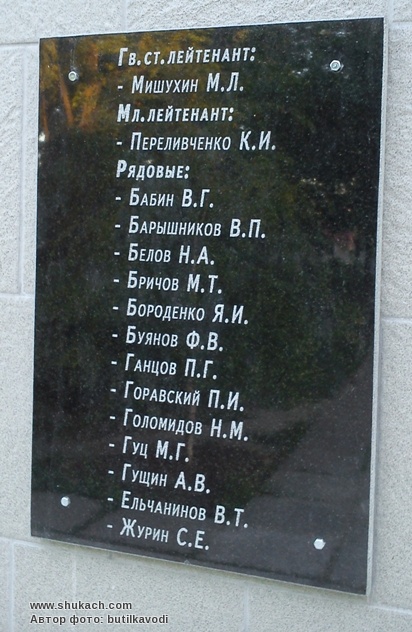 Гв.ст.лейтенант:
- Мишухин М.Л.
Мл.лейтенант:
- Переливченко К.И.
Рядовые:
- Бабин В.Г.
- Барышников В.П.
- Белов Н.А.
- Бричов М.Т.
- Бороденко Я.И.
- Буянов Ф.В.
- Ганцов П.Г.
- Горавский П.И.
- Голомидов Н.М.
- Гуц М.Г.
- Гущин А.В.
- Ельчанинов В.Т.
- Журин С.Е.
www.shukach.com
Автор фото: butilkavodi